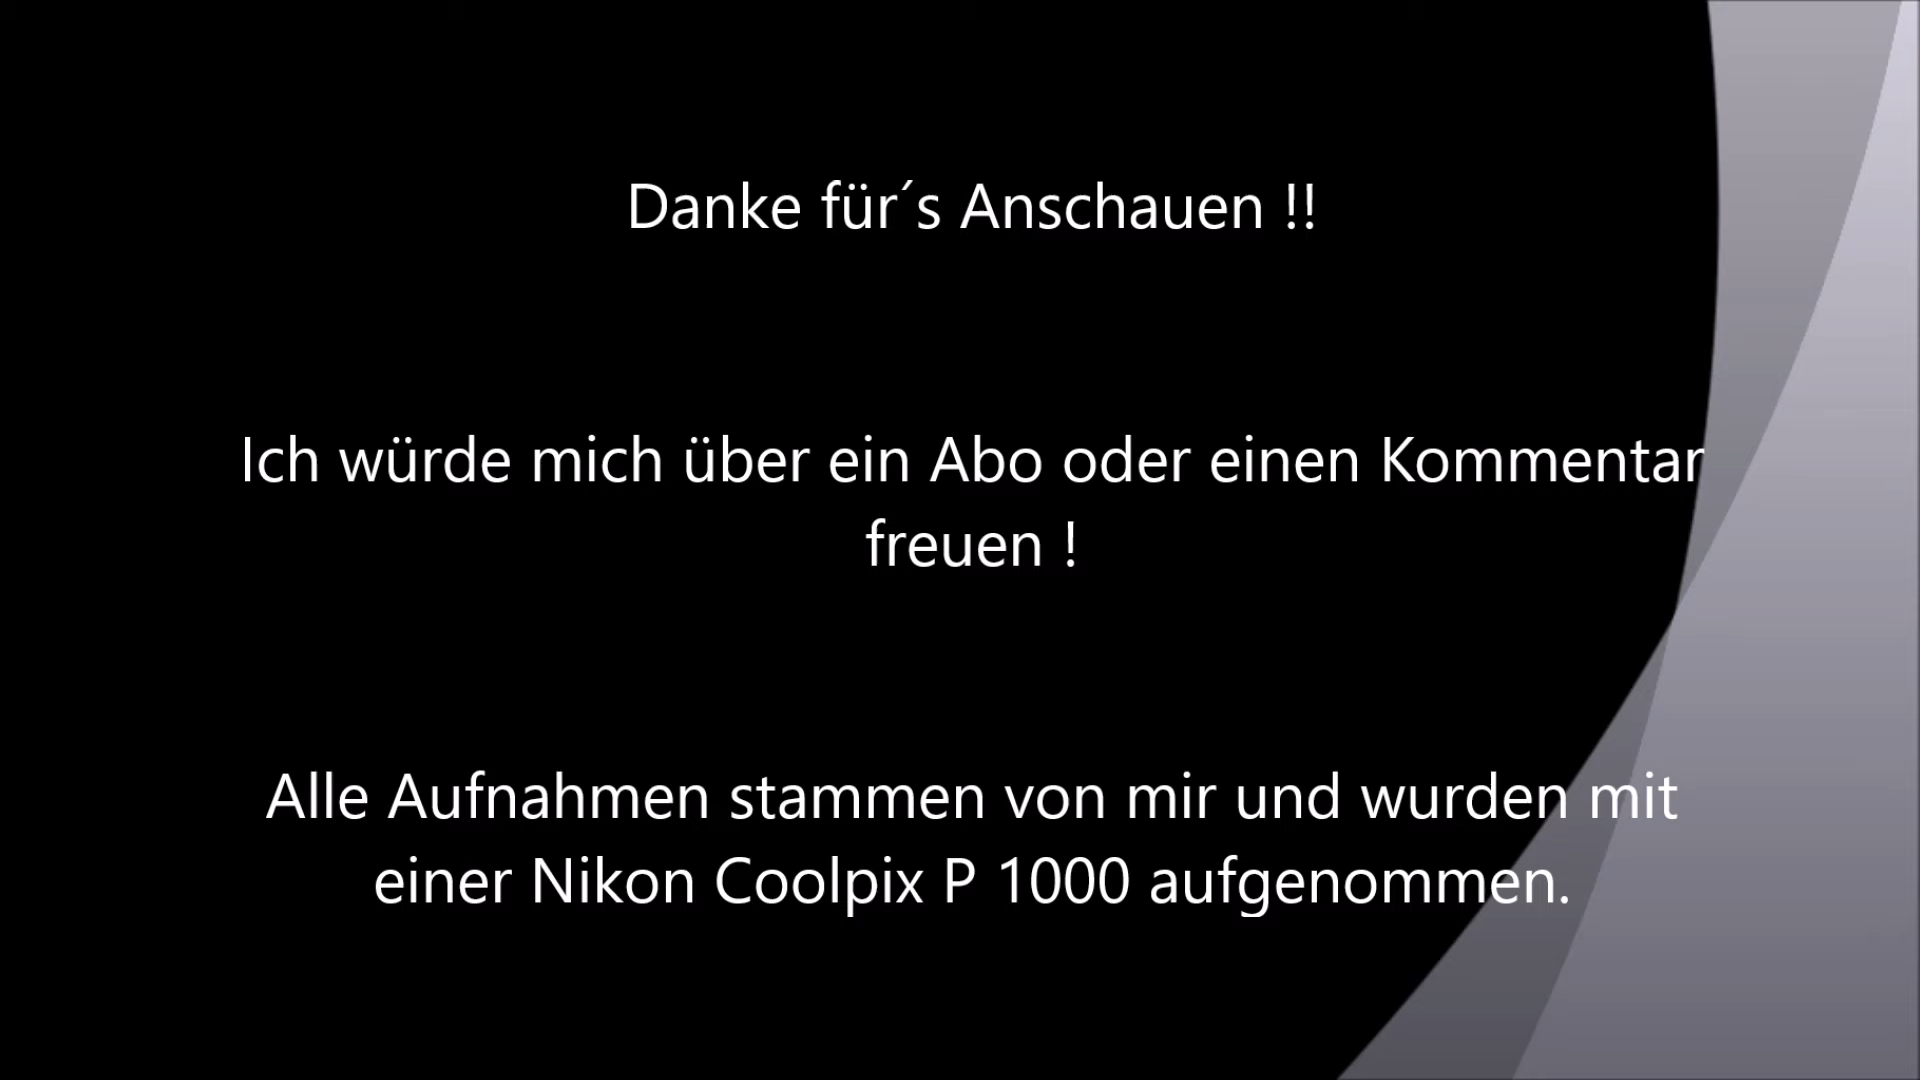 Danke für´s Anschauen !!
Ich würde mich über ein Abo oder einen Kommentar
freuen !
Alle Aufnahmen stammen von mir und wurden mit
einer Nikon Coolpix P 1000 aufgenommen.